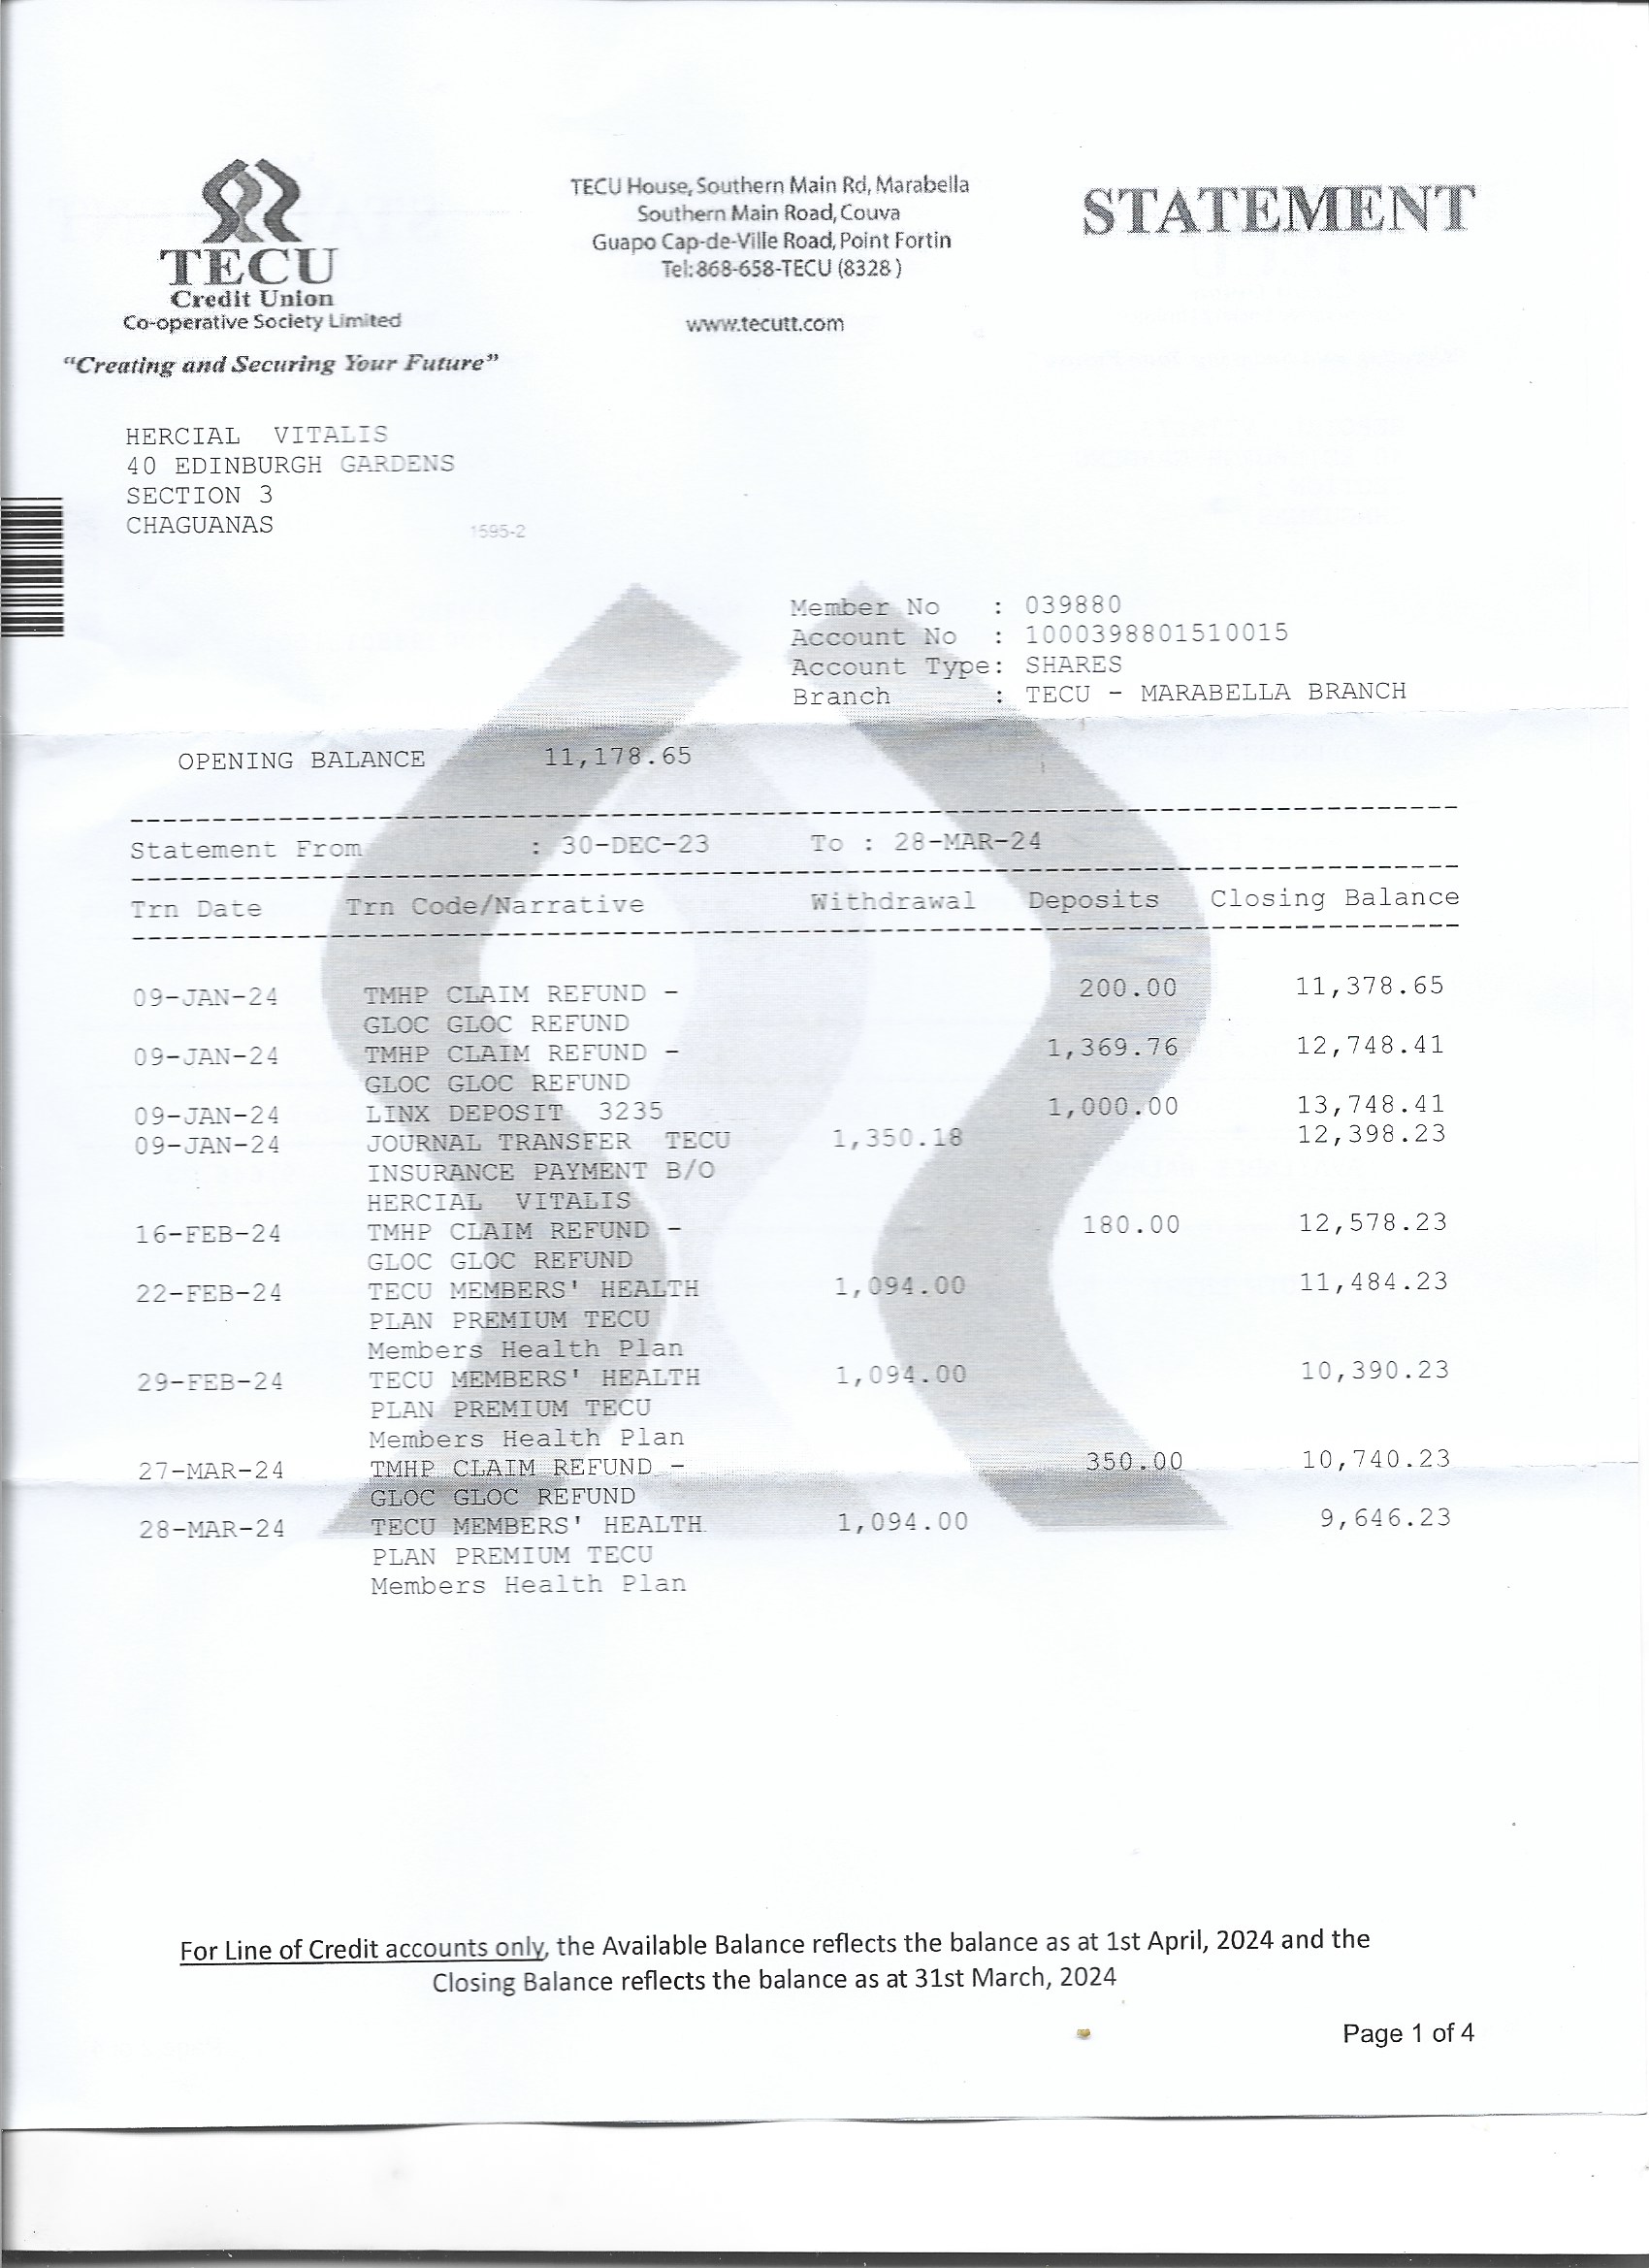 TECU
Credit Union
Co-operative Society Limited
"Creating and Securing Your Future"
TECU House, Southern Main Rd, Marabella
Southern Main Road, Couva
Guapo Cap-de-Ville Road, Point Fortin
Tel: 868-658-TECU (8328)
www.tecutt.com
STATEMENT
HERCIAL VITALIS
40 EDINBURGH GARDENS
SECTION 3
CHAGUANAS 1595-2
Member No : 039880
Account No : 1000398801510015
Account Type: SHARES
Branch : TECU - MARABELLA BRANCH
OPENING BALANCE 11,178.65
Statement From : 30-DEC-23 To : 28-MAR-24
Trn Date Trn Code/Narrative Withdrawal Deposits Closing Balance
09-JAN-24 TMHP CLAIM REFUND - 200.00 11,378.65
GLOC GLOC REFUND
09-JAN-24 TMHP CLAIM REFUND - 1,369.76 12,748.41
GLOC GLOC REFUND
09-JAN-24 LINX DEPOSIT 3235 1,000.00 13,748.41
09-JAN-24 JOURNAL TRANSFER TECU 1,350.18 12,398.23
INSURANCE PAYMENT B/O
HERCIAL VITALIS
16-FEB-24 TMHP CLAIM REFUND - 180.00 12,578.23
GLOC GLOC REFUND
22-FEB-24 TECU MEMBERS' HEALTH 1,094.00 11,484.23
PLAN PREMIUM TECU
Members Health Plan
29-FEB-24 TECU MEMBERS' HEALTH 1,094.00 10,390.23
PLAN PREMIUM TECU
Members Health Plan
27-MAR-24 TMHP CLAIM REFUND - 350.00 10,740.23
GLOC GLOC REFUND
28-MAR-24 TECU MEMBERS' HEALTH 1,094.00 9,646.23
PLAN PREMIUM TECU
Members Health Plan
For Line of Credit accounts only, the Available Balance reflects the balance as at 1st April, 2024 and the
Closing Balance reflects the balance as at 31st March, 2024
Page 1 of 4